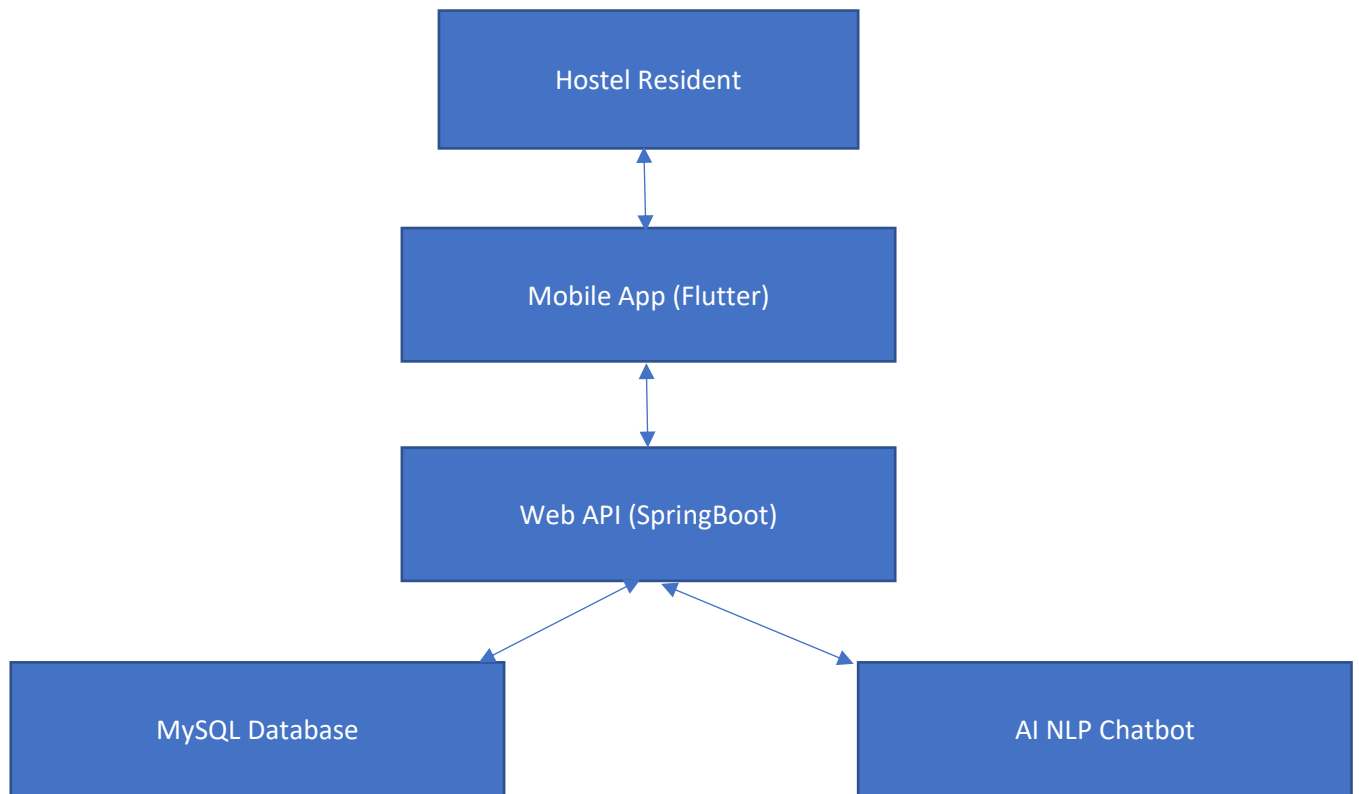 Hostel Resident
Mobile App (Flutter)
Web API (SpringBoot)
MySQL Database
AI NLP Chatbot